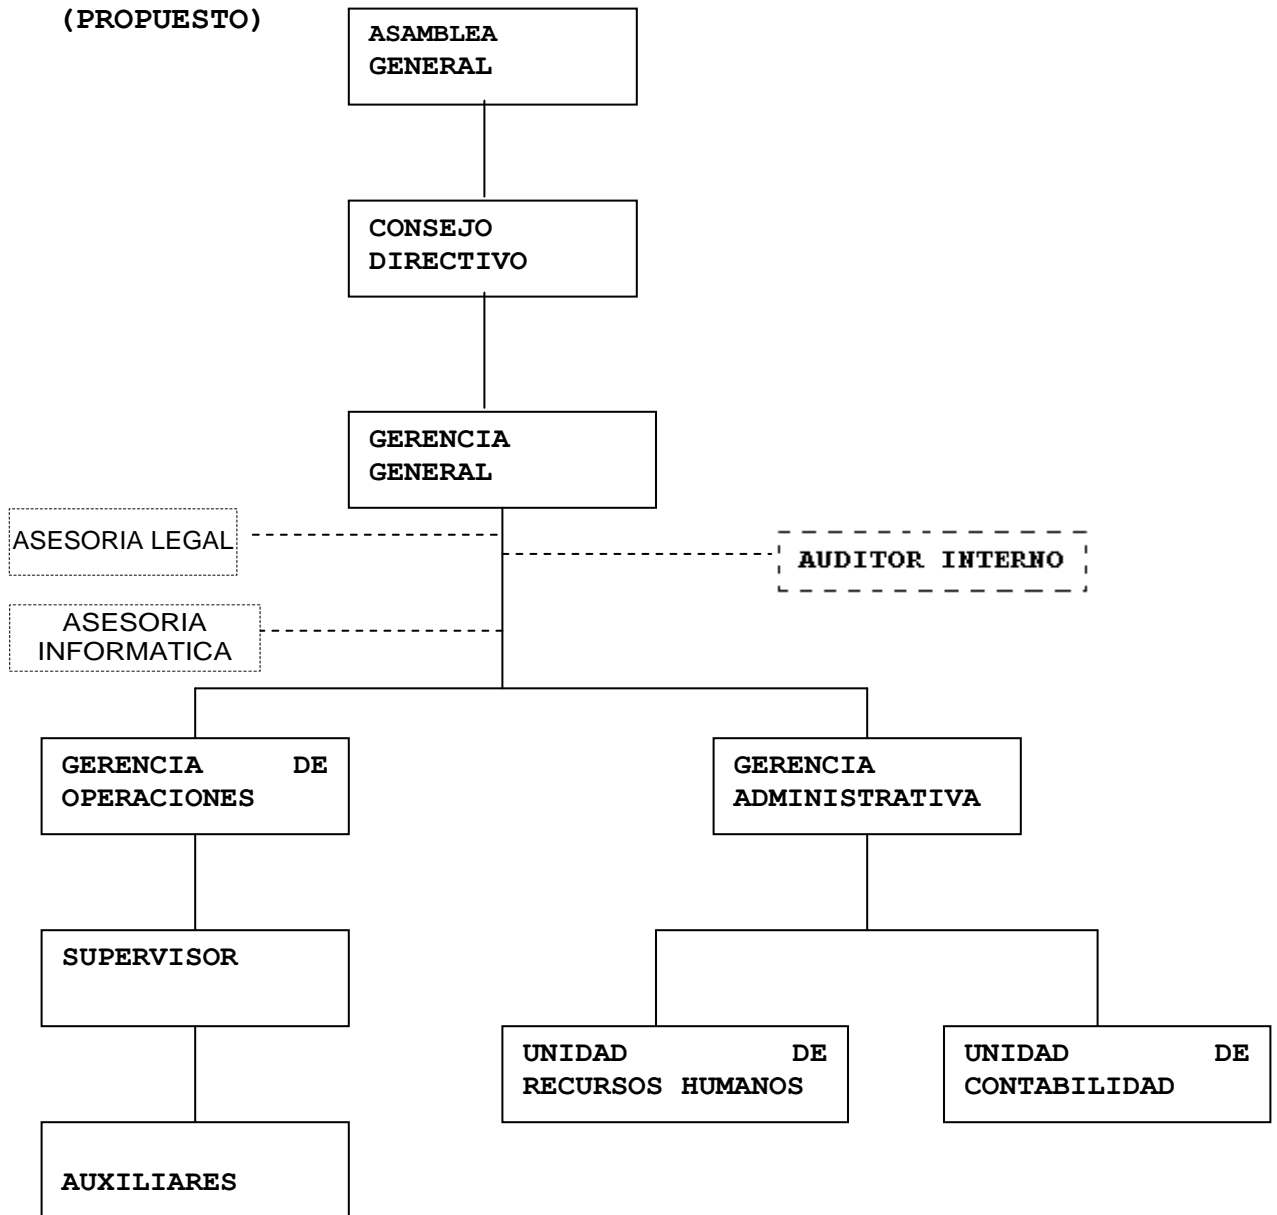 (PROPUESTO)
ASAMBLEA
GENERAL
CONSEJO
DIRECTIVO
GERENCIA
GENERAL
ASESORIA LEGAL
AUDITOR INTERNO
ASESORIA
INFORMATICA
GERENCIA DE
OPERACIONES
GERENCIA
ADMINISTRATIVA
SUPERVISOR
UNIDAD DE
RECURSOS HUMANOS
UNIDAD DE
CONTABILIDAD
AUXILIARES